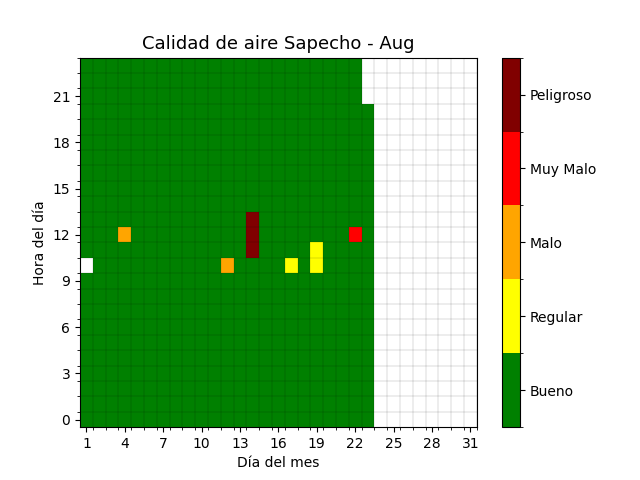 Calidad de aire Sapecho - Aug
Hora del día
21
18
15
12
9
6
3
0
1 4 7 10 13 16 19 22 25 28 31
Día del mes
Peligroso
Muy Malo
Malo
Regular
Bueno